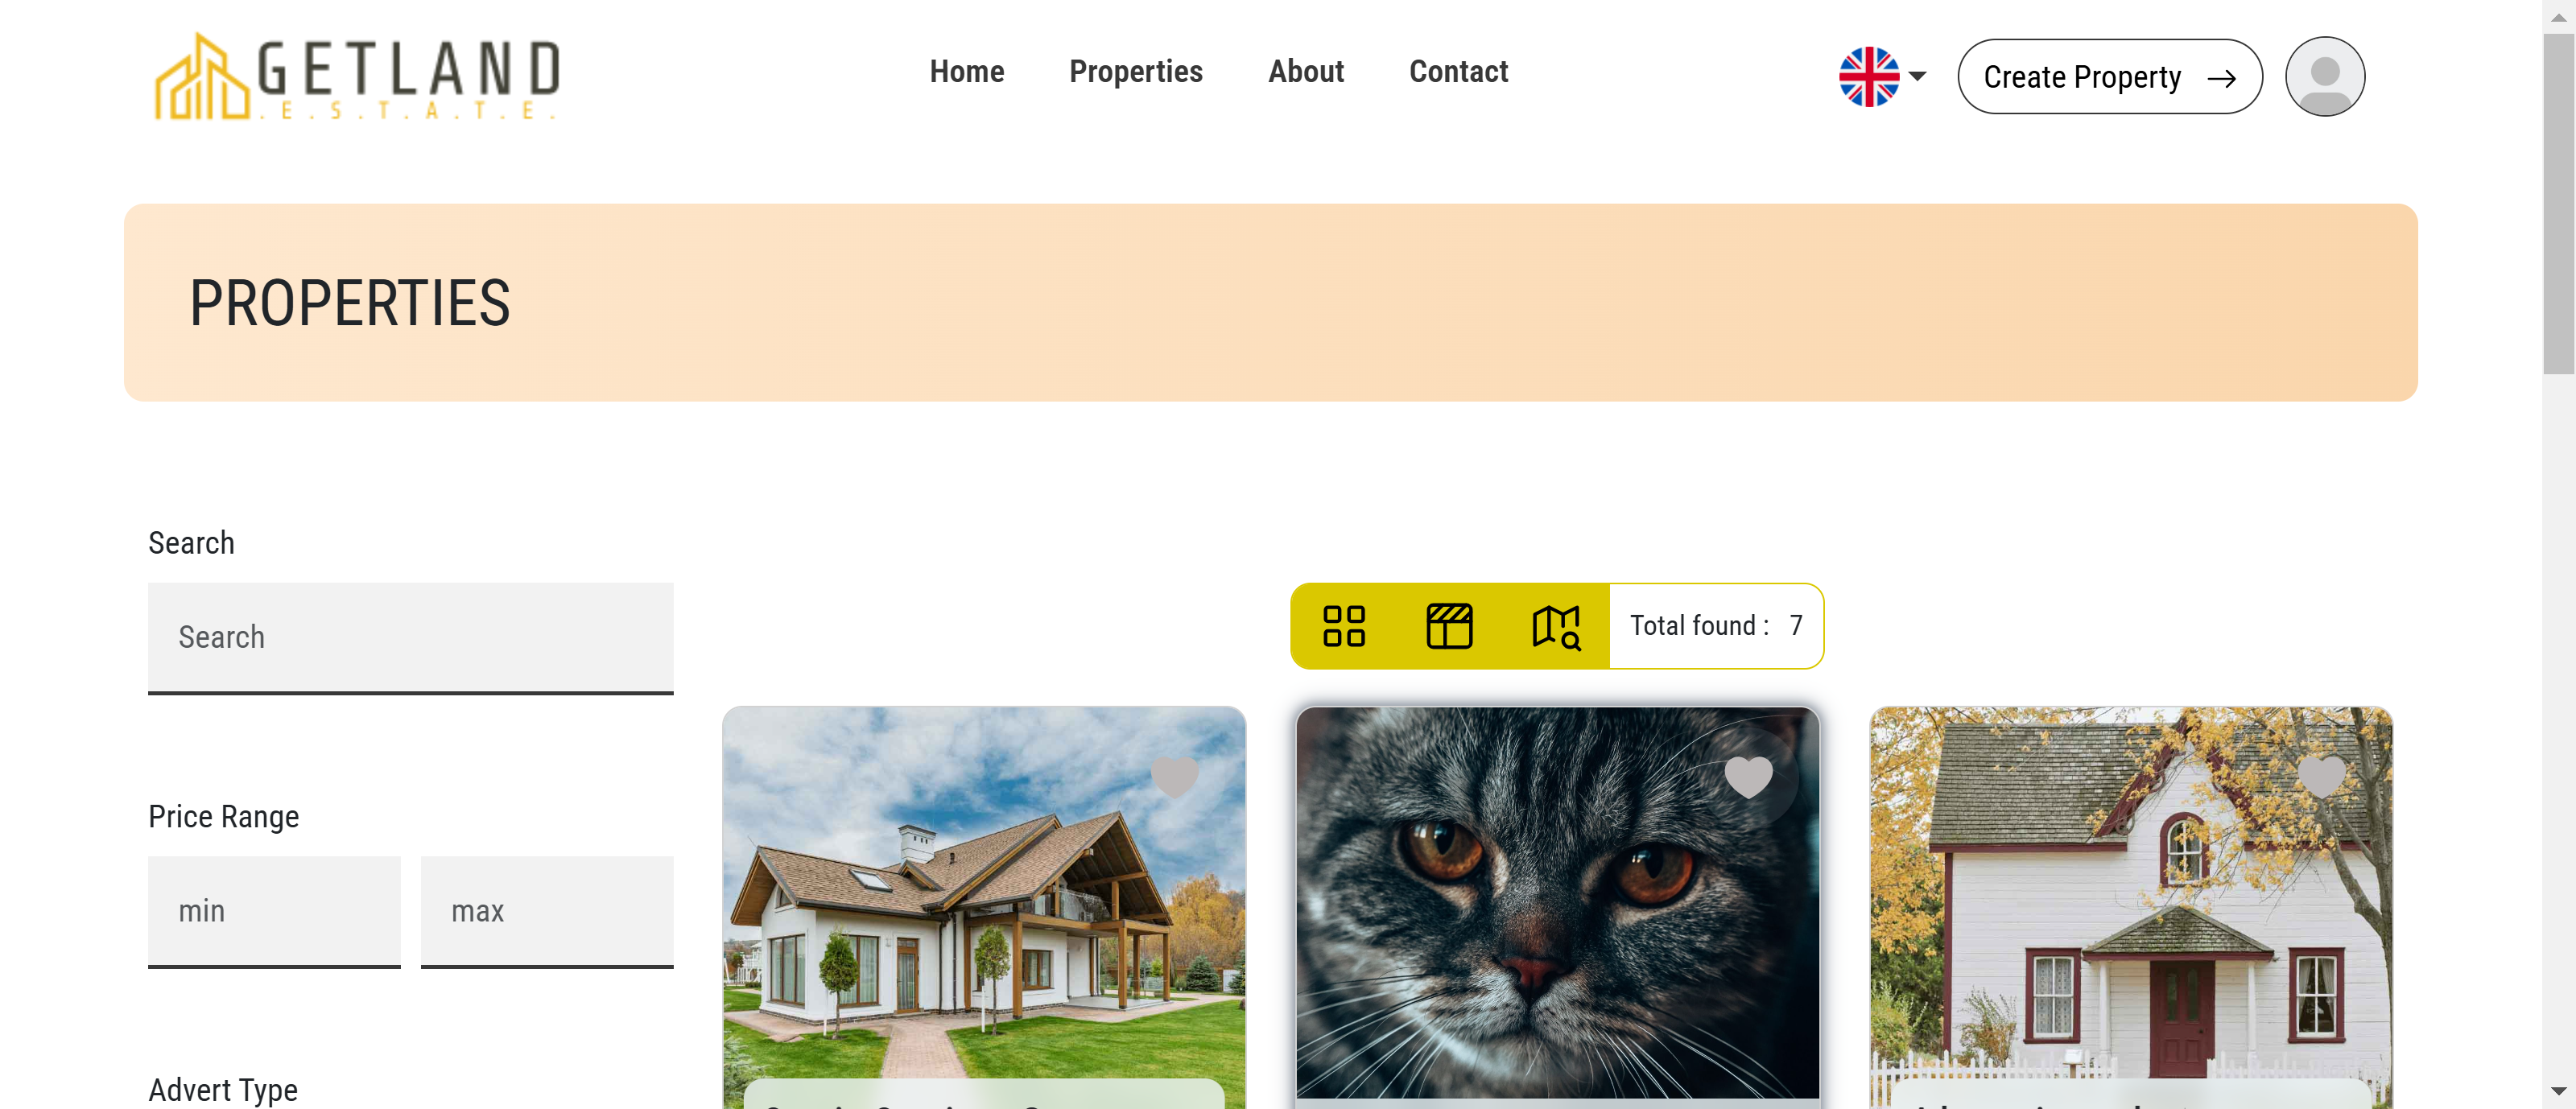 GETLAND
.E.S.T.A.T.E.
Home
Properties
About
Contact
Create Property
PROPERTIES
Search
Search
Total found : 7
Price Range
min
max
Advert Type